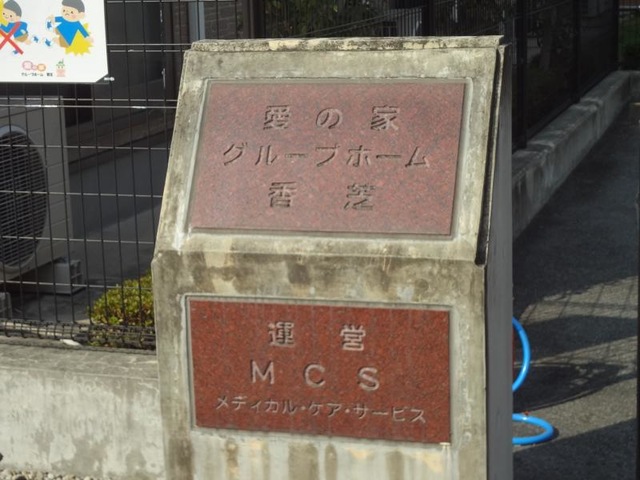 愛の家
グループホーム
香芝
運営
MCS
メディカル・ケア・サービス